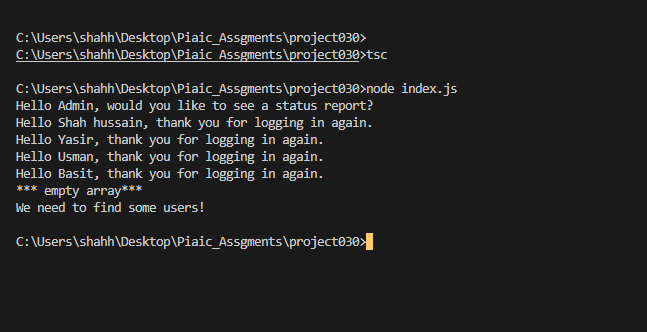 C:\Users\shahh\Desktop\Piaic_Assgments\project030>
C:\Users\shahh\Desktop\Piaic_Assgments\project030>tsc
C:\Users\shahh\Desktop\Piaic_Assgments\project030>node index.js
Hello Admin, would you like to see a status report?
Hello Shah hussain, thank you for logging in again.
Hello Yasir, thank you for logging in again.
Hello Usman, thank you for logging in again.
Hello Basit, thank you for logging in again.
*** empty array***
We need to find some users!
C:\Users\shahh\Desktop\Piaic_Assgments\project030>